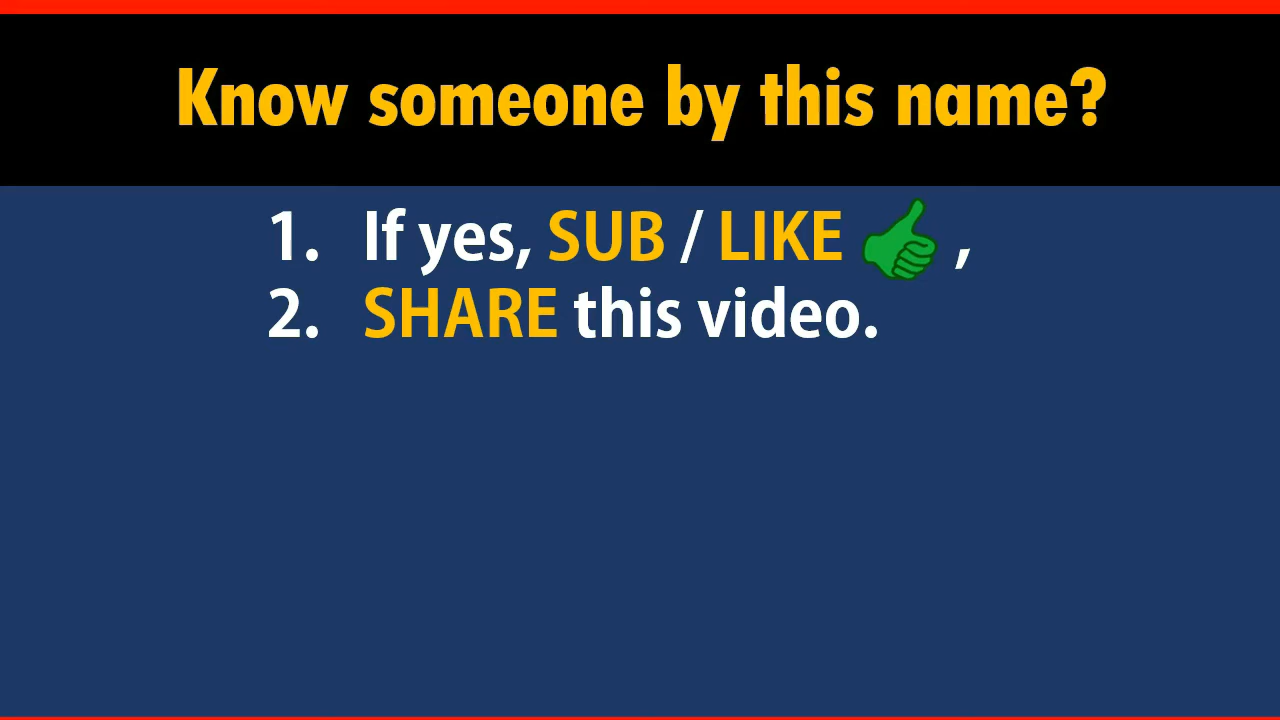 Know someone by this name?
1. If yes, SUB / LIKE ,
2. SHARE this video.